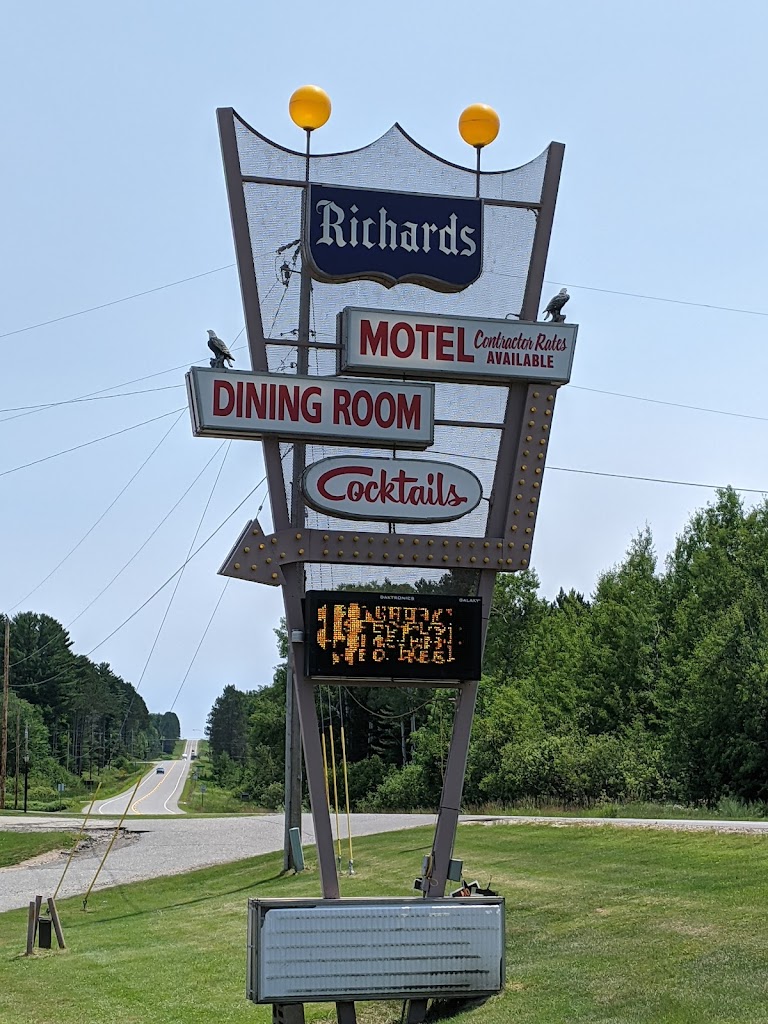 Richards
MOTEL Contractor Rates
AVAILABLE
DINING ROOM
Cocktails
DAKTRONICS GALAXY